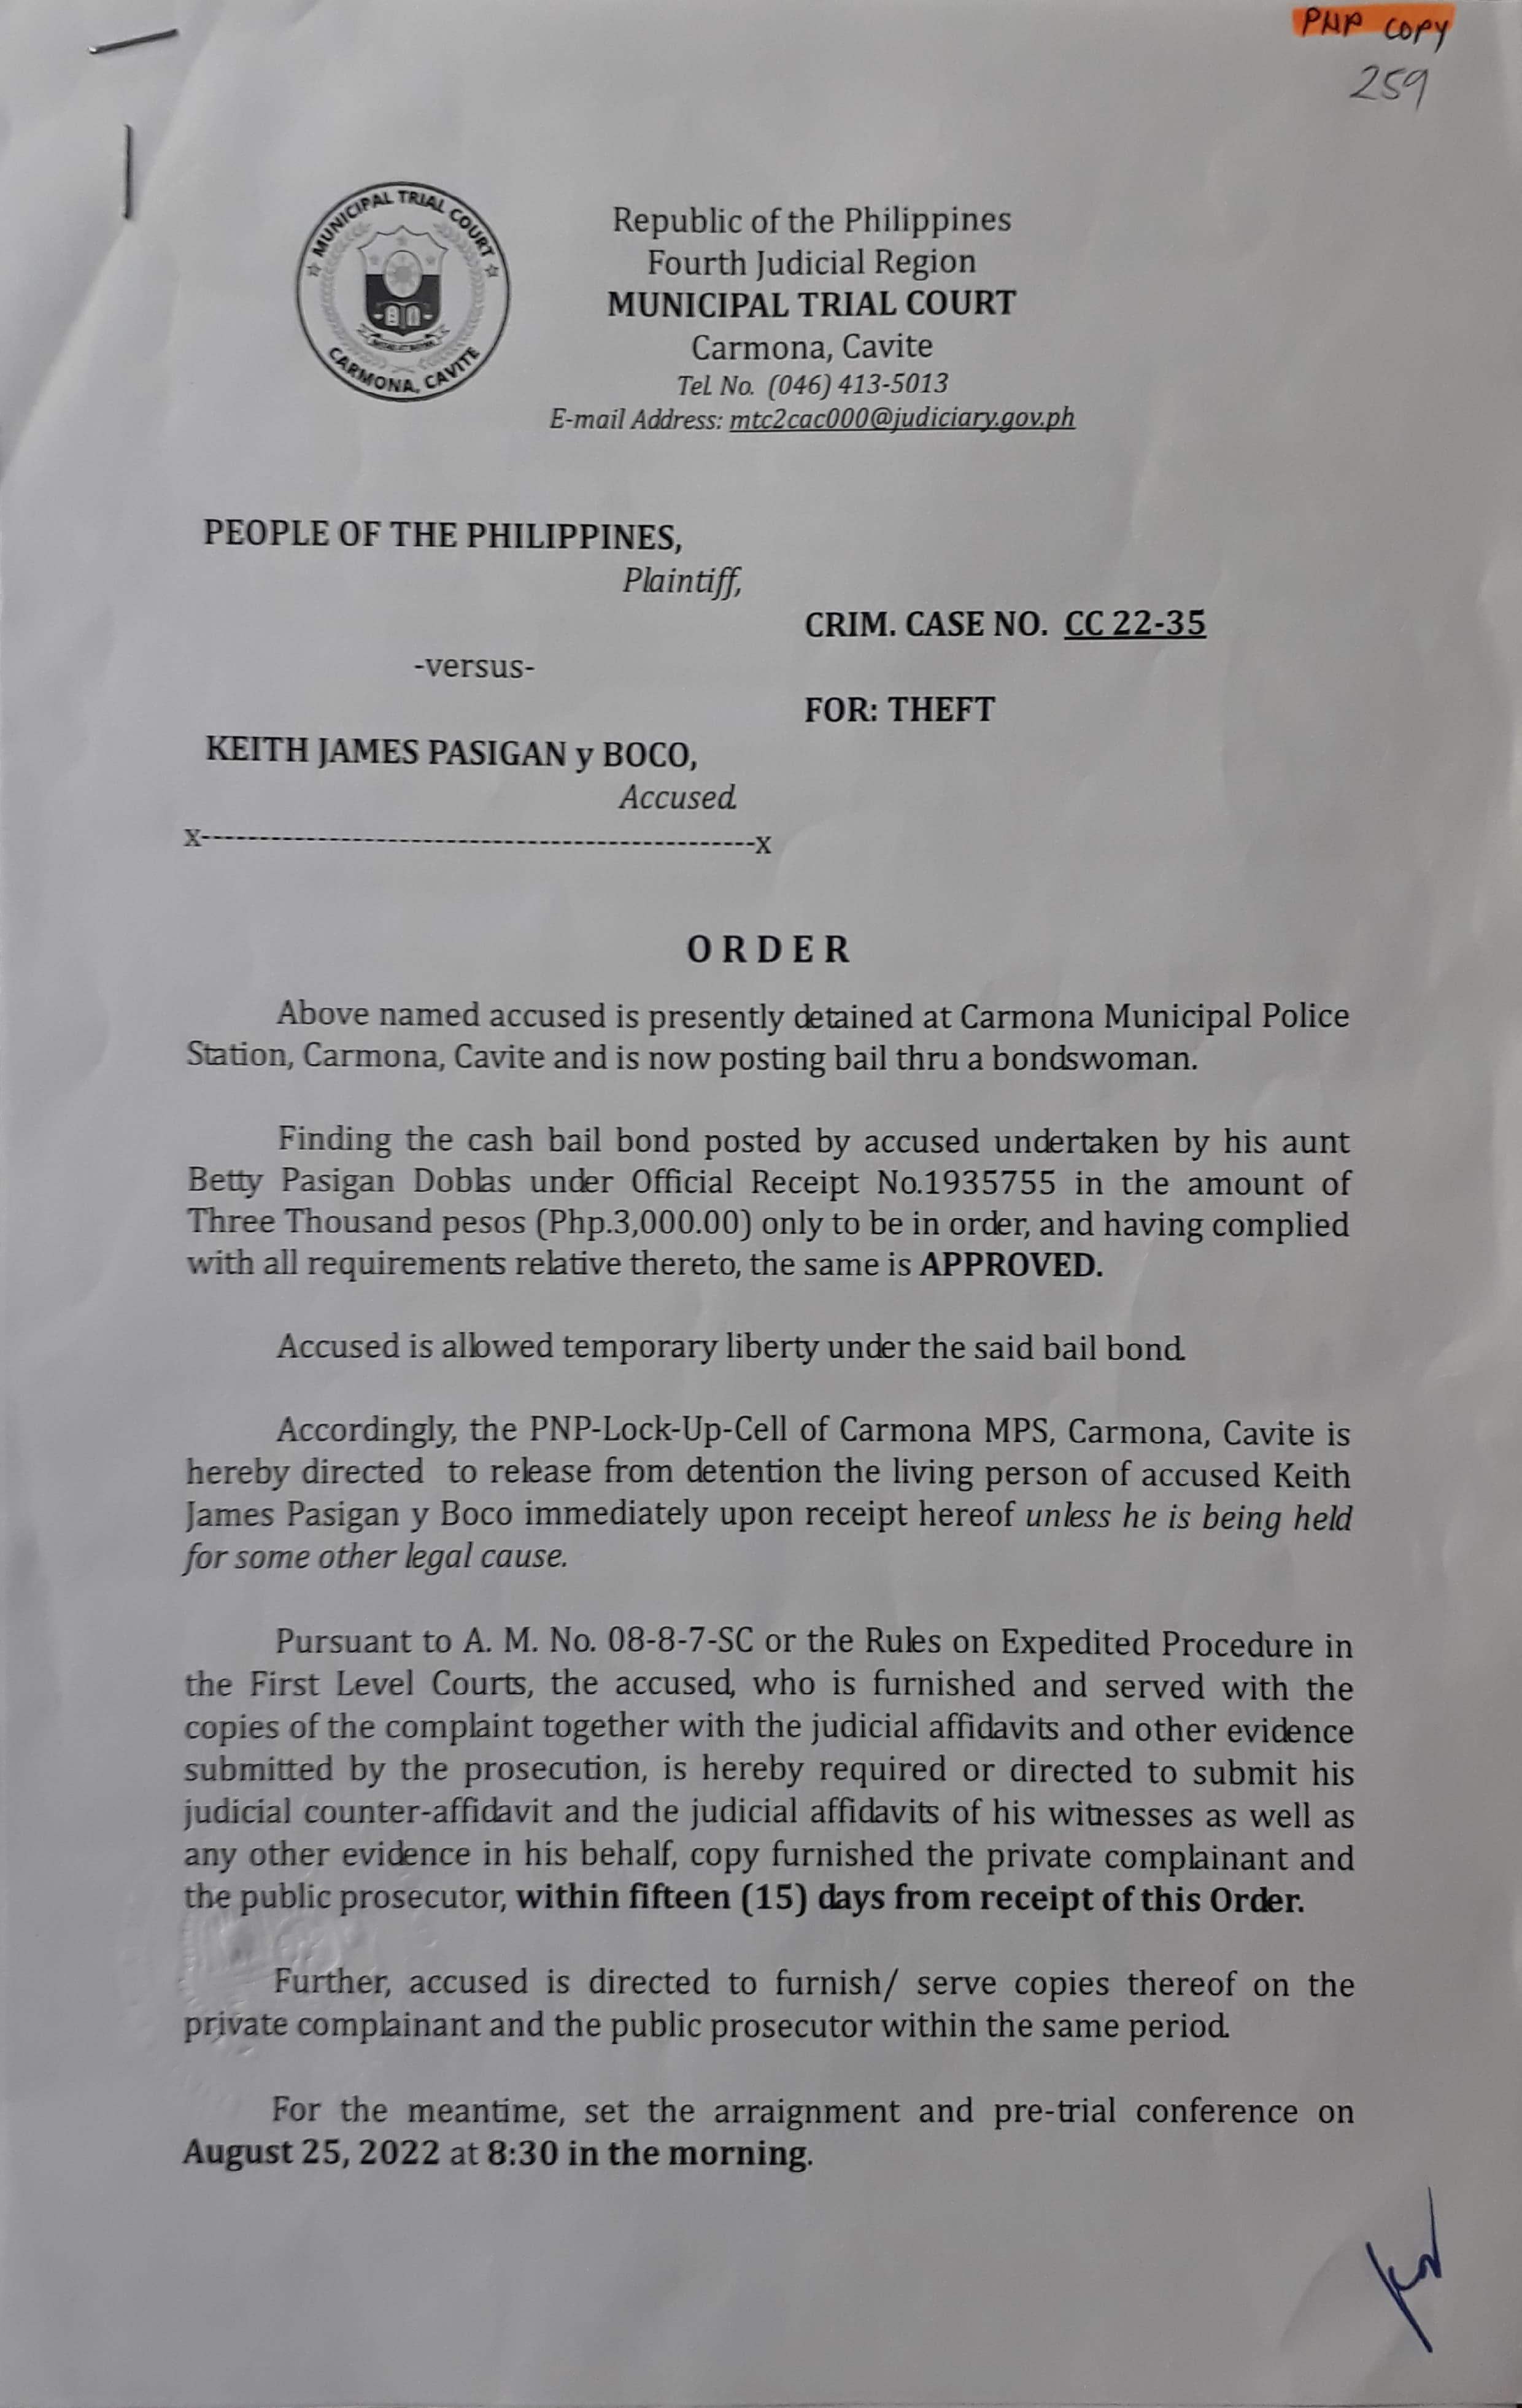 PNP COPY
259
MUNICIPAL TRIAL COURT
CARMONA, CAVITE
Republic of the Philippines
Fourth Judicial Region
MUNICIPAL TRIAL COURT
Carmona, Cavite
Tel. No. (046) 413-5013
E-mail Address: mtc2cac000@judiciary.gov.ph
PEOPLE OF THE PHILIPPINES,
Plaintiff,
CRIM. CASE NO. CC 22-35
-versus-
FOR: THEFT
KEITH JAMES PASIGAN y BOCO,
Accused.
x-----------------------------------------------x
O R D E R
Above named accused is presently detained at Carmona Municipal Police
Station, Carmona, Cavite and is now posting bail thru a bondswoman.
Finding the cash bail bond posted by accused undertaken by his aunt
Betty Pasigan Doblas under Official Receipt No.1935755 in the amount of
Three Thousand pesos (Php.3,000.00) only to be in order, and having complied
with all requirements relative thereto, the same is APPROVED.
Accused is allowed temporary liberty under the said bail bond.
Accordingly, the PNP-Lock-Up-Cell of Carmona MPS, Carmona, Cavite is
hereby directed to release from detention the living person of accused Keith
James Pasigan y Boco immediately upon receipt hereof unless he is being held
for some other legal cause.
Pursuant to A. M. No. 08-8-7-SC or the Rules on Expedited Procedure in
the First Level Courts, the accused, who is furnished and served with the
copies of the complaint together with the judicial affidavits and other evidence
submitted by the prosecution, is hereby required or directed to submit his
judicial counter-affidavit and the judicial affidavits of his witnesses as well as
any other evidence in his behalf, copy furnished the private complainant and
the public prosecutor, within fifteen (15) days from receipt of this Order.
Further, accused is directed to furnish/ serve copies thereof on the
private complainant and the public prosecutor within the same period.
For the meantime, set the arraignment and pre-trial conference on
August 25, 2022 at 8:30 in the morning.